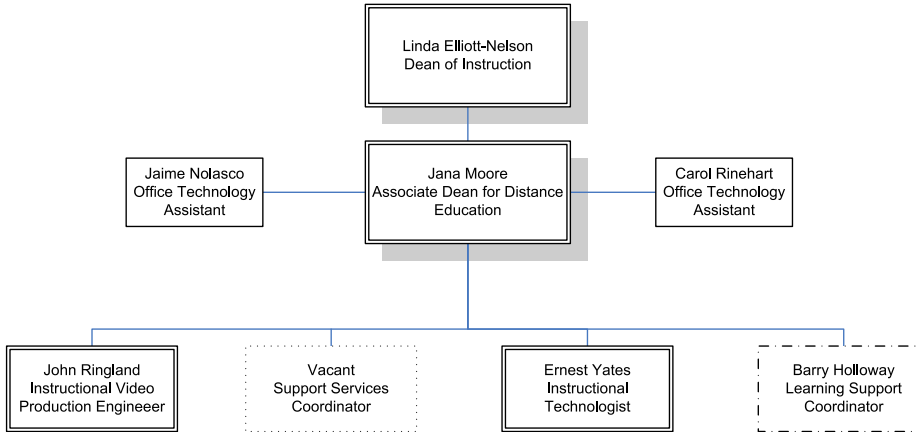 Linda Elliott-Nelson
Dean of Instruction
Jaime Nolasco
Office Technology
Assistant
Jana Moore
Associate Dean for Distance
Education
Carol Rinehart
Office Technology
Assistant
John Ringland
Instructional Video
Production Engineeer
Vacant
Support Services
Coordinator
Ernest Yates
Instructional
Technologist
Barry Holloway
Learning Support
Coordinator